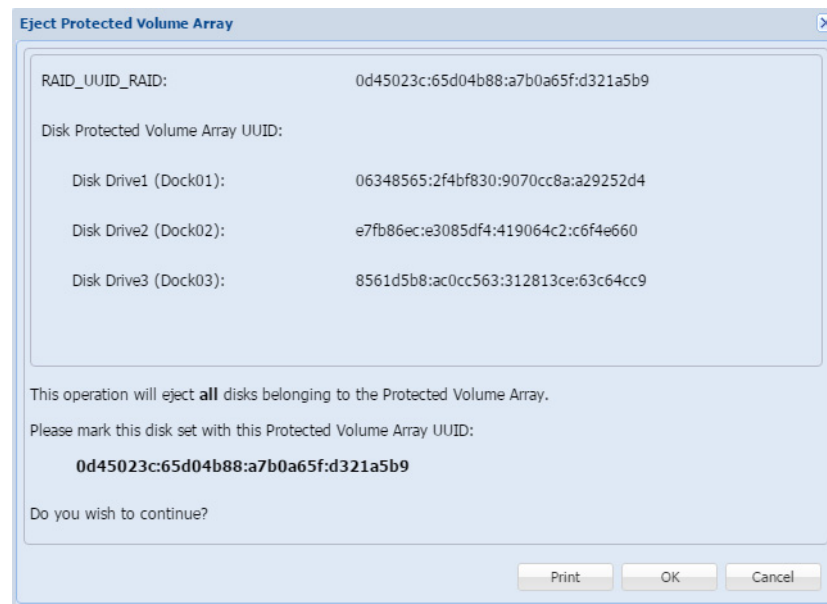 Eject Protected Volume Array
RAID_UUID_RAID: 0d45023c:65d04b88:a7b0a65f:d321a5b9
Disk Protected Volume Array UUID:
Disk Drive1 (Dock01): 06348565:2f4bf830:9070cc8a:a29252d4
Disk Drive2 (Dock02): e7fb86ec:e3085df4:419064c2:c6f4e660
Disk Drive3 (Dock03): 8561d5b8:ac0cc563:312813ce:63c64cc9
This operation will eject all disks belonging to the Protected Volume Array.
Please mark this disk set with this Protected Volume Array UUID:
0d45023c:65d04b88:a7b0a65f:d321a5b9
Do you wish to continue?
Print OK Cancel